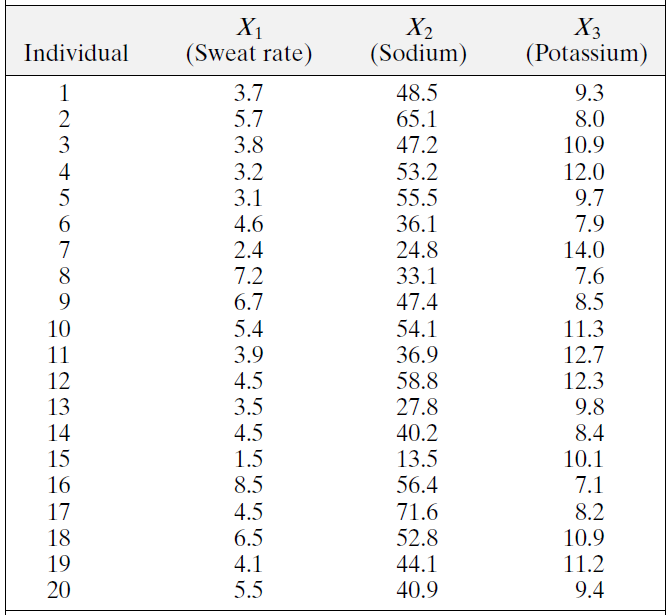 X1 X2 X3
Individual (Sweat rate) (Sodium) (Potassium)
1 3.7 48.5 9.3
2 5.7 65.1 8.0
3 3.8 47.2 10.9
4 3.2 53.2 12.0
5 3.1 55.5 9.7
6 4.6 36.1 7.9
7 2.4 24.8 14.0
8 7.2 33.1 7.6
9 6.7 47.4 8.5
10 5.4 54.1 11.3
11 3.9 36.9 12.7
12 4.5 58.8 12.3
13 3.5 27.8 9.8
14 4.5 40.2 8.4
15 1.5 13.5 10.1
16 8.5 56.4 7.1
17 4.5 71.6 8.2
18 6.5 52.8 10.9
19 4.1 44.1 11.2
20 5.5 40.9 9.4